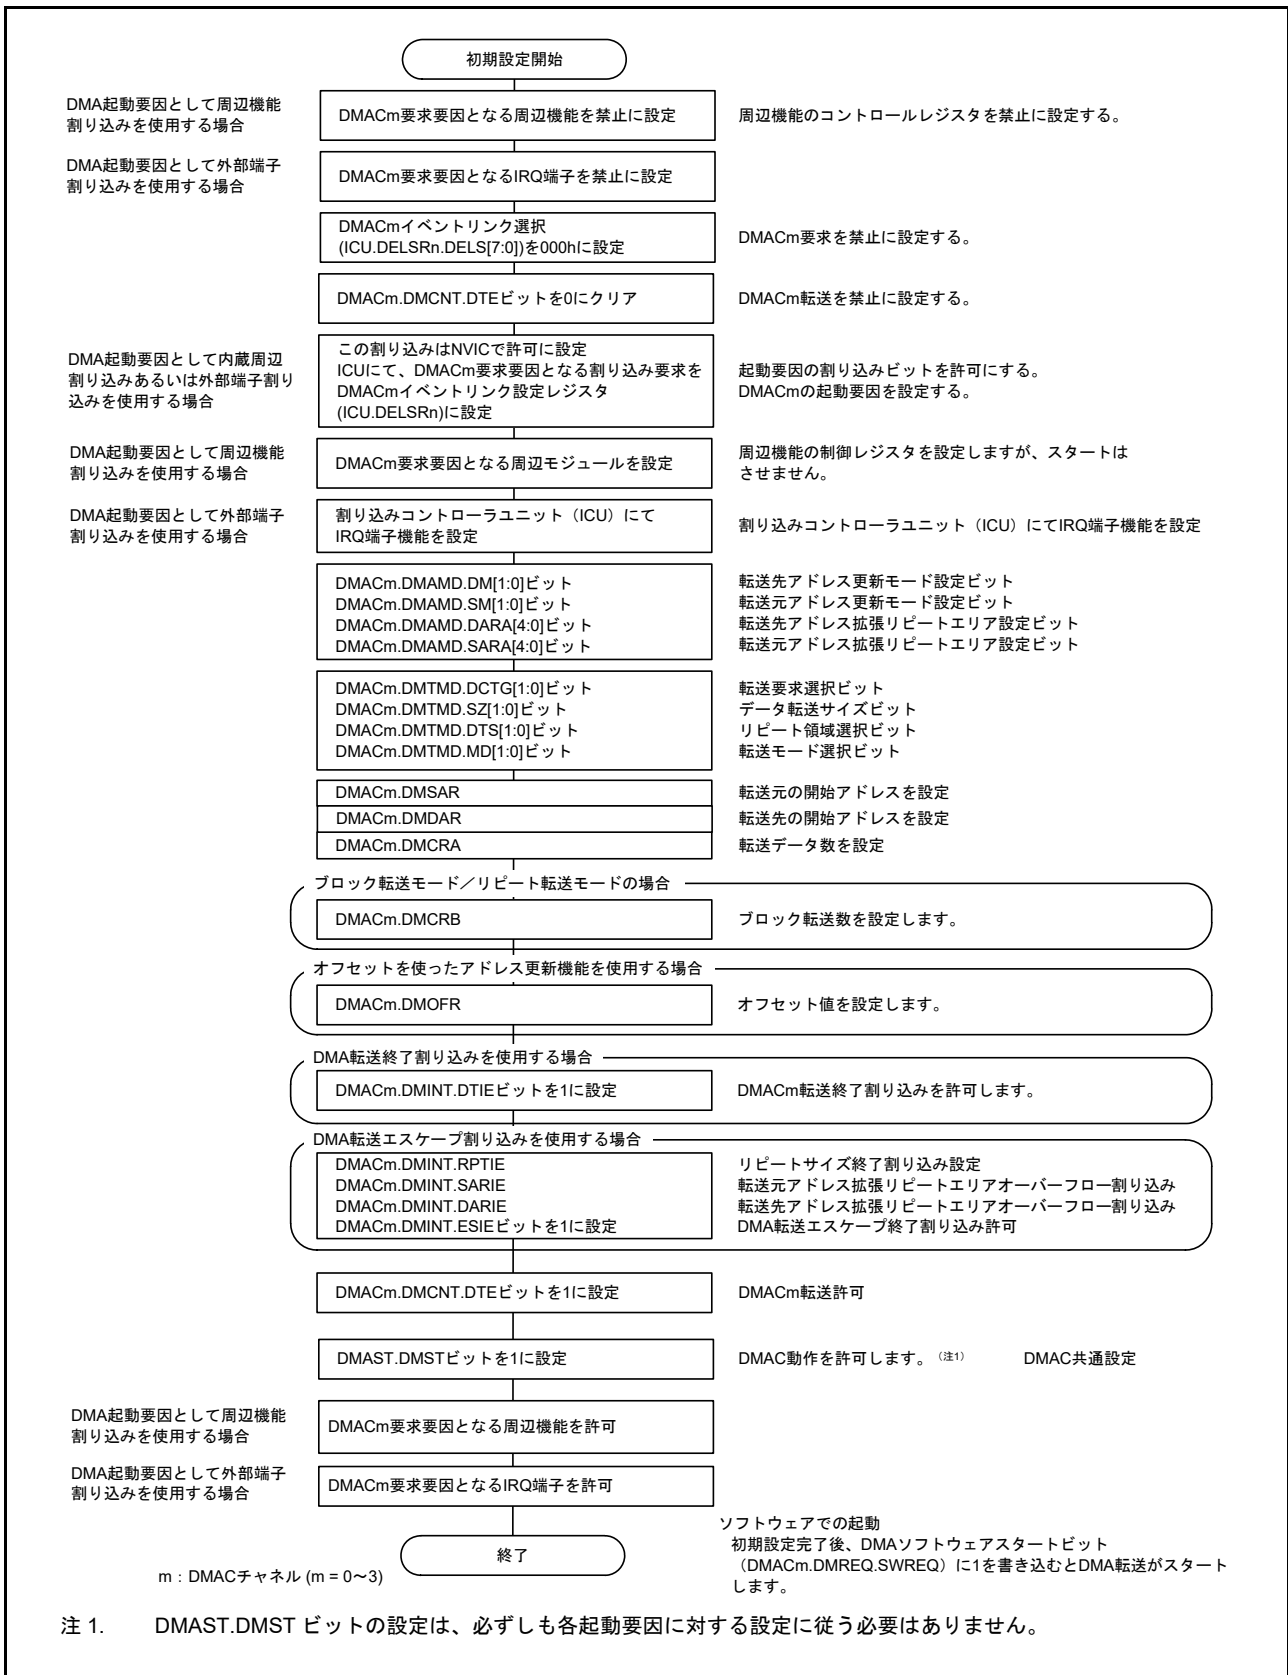 初期設定開始
DMA起動要因として周辺機能
割り込みを使用する場合
DMACm要求要因となる周辺機能を禁止に設定
周辺機能のコントロールレジスタを禁止に設定する。
DMA起動要因として外部端子
割り込みを使用する場合
DMACm要求要因となるIRQ端子を禁止に設定
DMACmイベントリンク選択
(ICU.DELSRn.DELS[7:0])を000hに設定
DMACm要求を禁止に設定する。
DMACm.DMCNT.DTEビットを0にクリア
DMACm転送を禁止に設定する。
DMA起動要因として内蔵周辺
割り込みあるいは外部端子割り
込みを使用する場合
この割り込みはNVICで許可に設定
ICUにて、DMACm要求要因となる割り込み要求を
DMACmイベントリンク設定レジスタ
(ICU.DELSRn)に設定
起動要因の割り込みビットを許可にする。
DMACmの起動要因を設定する。
DMA起動要因として周辺機能
割り込みを使用する場合
DMACm要求要因となる周辺モジュールを設定
周辺機能の制御レジスタを設定しますが、スタートは
させません。
DMA起動要因として外部端子
割り込みを使用する場合
割り込みコントローラユニット（ICU）にて
IRQ端子機能を設定
割り込みコントローラユニット（ICU）にてIRQ端子機能を設定
DMACm.DMAMD.DM[1:0]ビット
DMACm.DMAMD.SM[1:0]ビット
DMACm.DMAMD.DARA[4:0]ビット
DMACm.DMAMD.SARA[4:0]ビット
転送先アドレス更新モード設定ビット
転送元アドレス更新モード設定ビット
転送先アドレス拡張リピートエリア設定ビット
転送元アドレス拡張リピートエリア設定ビット
DMACm.DMTMD.DCTG[1:0]ビット
DMACm.DMTMD.SZ[1:0]ビット
DMACm.DMTMD.DTS[1:0]ビット
DMACm.DMTMD.MD[1:0]ビット
転送要求選択ビット
データ転送サイズビット
リピート領域選択ビット
転送モード選択ビット
DMACm.DMSAR
転送元の開始アドレスを設定
DMACm.DMDAR
転送先の開始アドレスを設定
DMACm.DMCRA
転送データ数を設定
ブロック転送モード／リピート転送モードの場合
DMACm.DMCRB
ブロック転送数を設定します。
オフセットを使ったアドレス更新機能を使用する場合
DMACm.DMOFR
オフセット値を設定します。
DMA転送終了割り込みを使用する場合
DMACm.DMINT.DTIEビットを1に設定
DMACm転送終了割り込みを許可します。
DMA転送エスケープ割り込みを使用する場合
DMACm.DMINT.RPTIE
DMACm.DMINT.SARIE
DMACm.DMINT.DARIE
DMACm.DMINT.ESIEビットを1に設定
リピートサイズ終了割り込み設定
転送元アドレス拡張リピートエリアオーバーフロー割り込み
転送先アドレス拡張リピートエリアオーバーフロー割り込み
DMA転送エスケープ終了割り込み許可
DMACm.DMCNT.DTEビットを1に設定
DMACm転送許可
DMAST.DMSTビットを1に設定
DMAC動作を許可します。（注1） DMAC共通設定
DMA起動要因として周辺機能
割り込みを使用する場合
DMACm要求要因となる周辺機能を許可
DMA起動要因として外部端子
割り込みを使用する場合
DMACm要求要因となるIRQ端子を許可
終了
ソフトウェアでの起動
初期設定完了後、DMAソフトウェアスタートビット
（DMACm.DMREQ.SWREQ）に1を書き込むとDMA転送がスタート
します。
m：DMACチャネル (m = 0～3)
注 1. DMAST.DMST ビットの設定は、必ずしも各起動要因に対する設定に従う必要はありません。